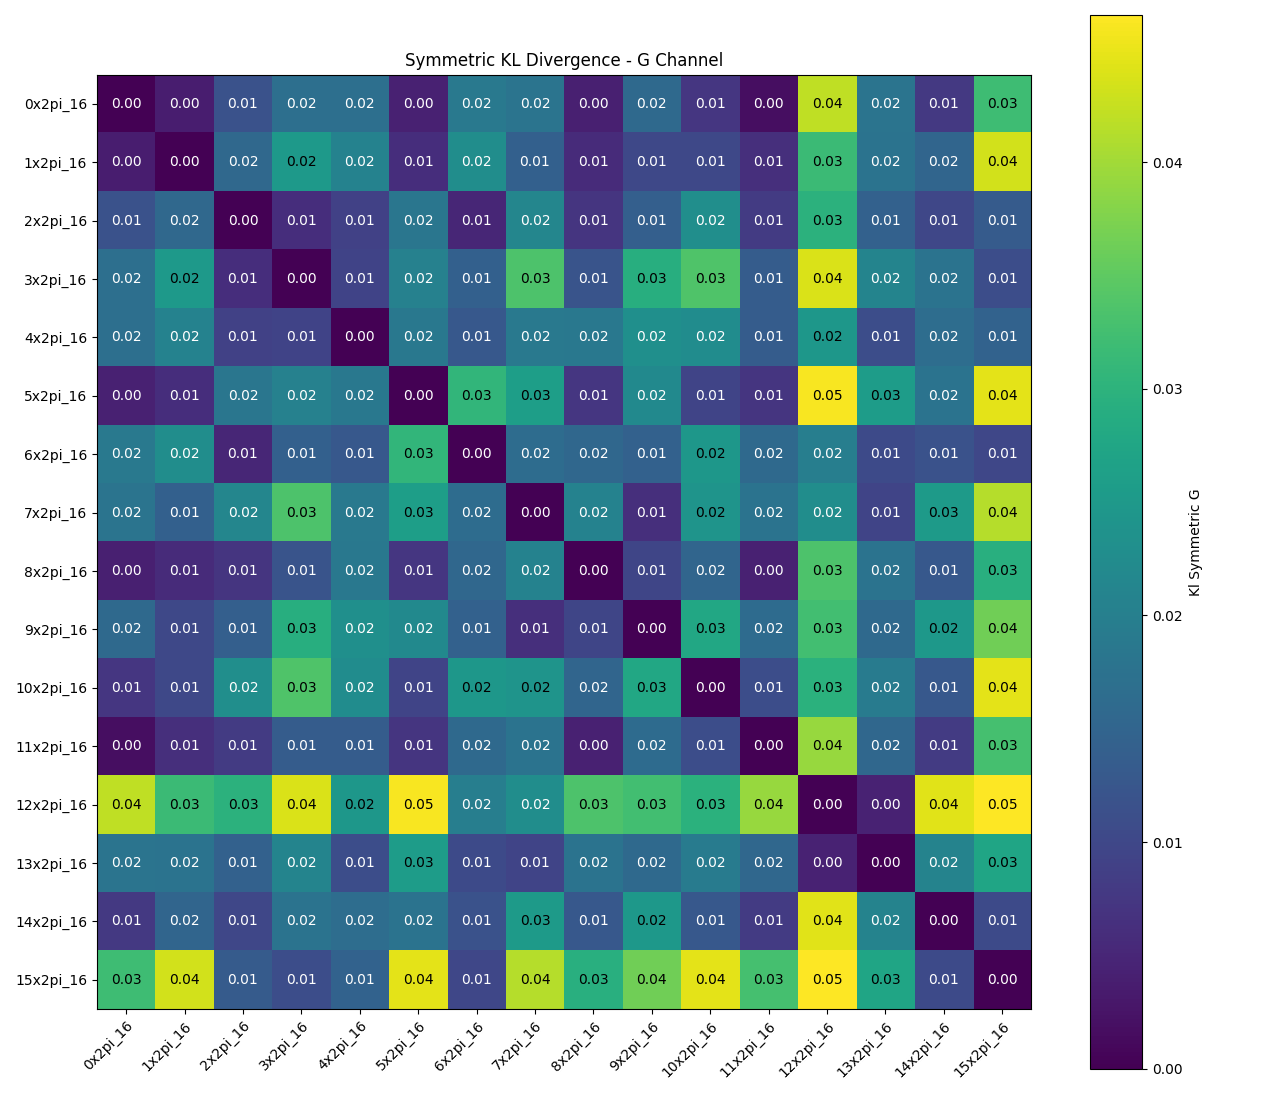 Symmetric KL Divergence - G Channel
0x2pi_16 0.00 0.00 0.01 0.02 0.02 0.00 0.02 0.02 0.00 0.02 0.01 0.00 0.04 0.02 0.01 0.03
1x2pi_16 0.00 0.00 0.02 0.02 0.02 0.01 0.02 0.01 0.01 0.01 0.01 0.01 0.03 0.02 0.02 0.04
2x2pi_16 0.01 0.02 0.00 0.01 0.01 0.02 0.01 0.02 0.01 0.01 0.02 0.01 0.03 0.01 0.01 0.01
3x2pi_16 0.02 0.02 0.01 0.00 0.01 0.02 0.01 0.03 0.01 0.03 0.03 0.01 0.04 0.02 0.02 0.01
4x2pi_16 0.02 0.02 0.01 0.01 0.00 0.02 0.01 0.02 0.02 0.02 0.02 0.01 0.02 0.01 0.02 0.01
5x2pi_16 0.00 0.01 0.02 0.02 0.02 0.00 0.03 0.03 0.01 0.02 0.01 0.01 0.05 0.03 0.02 0.04
6x2pi_16 0.02 0.02 0.01 0.01 0.01 0.03 0.00 0.02 0.02 0.01 0.02 0.02 0.02 0.01 0.01 0.01
7x2pi_16 0.02 0.01 0.02 0.03 0.02 0.03 0.02 0.00 0.02 0.01 0.02 0.02 0.02 0.01 0.03 0.04
8x2pi_16 0.00 0.01 0.01 0.01 0.02 0.01 0.02 0.02 0.00 0.01 0.02 0.00 0.03 0.02 0.01 0.03
9x2pi_16 0.02 0.01 0.01 0.03 0.02 0.02 0.01 0.01 0.01 0.00 0.03 0.02 0.03 0.02 0.02 0.04
10x2pi_16 0.01 0.01 0.02 0.03 0.02 0.01 0.02 0.02 0.02 0.03 0.00 0.01 0.03 0.02 0.01 0.04
11x2pi_16 0.00 0.01 0.01 0.01 0.01 0.01 0.02 0.02 0.00 0.02 0.01 0.00 0.04 0.02 0.01 0.03
12x2pi_16 0.04 0.03 0.03 0.04 0.02 0.05 0.02 0.02 0.03 0.03 0.03 0.04 0.00 0.00 0.04 0.05
13x2pi_16 0.02 0.02 0.01 0.02 0.01 0.03 0.01 0.01 0.02 0.02 0.02 0.02 0.00 0.00 0.02 0.03
14x2pi_16 0.01 0.02 0.01 0.02 0.02 0.02 0.01 0.03 0.01 0.02 0.01 0.01 0.04 0.02 0.00 0.01
15x2pi_16 0.03 0.04 0.01 0.01 0.01 0.04 0.01 0.04 0.03 0.04 0.04 0.03 0.05 0.03 0.01 0.00
0x2pi_16 1x2pi_16 2x2pi_16 3x2pi_16 4x2pi_16 5x2pi_16 6x2pi_16 7x2pi_16 8x2pi_16 9x2pi_16 10x2pi_16 11x2pi_16 12x2pi_16 13x2pi_16 14x2pi_16 15x2pi_16
0.04
0.03
0.02
0.01
0.00
Kl Symmetric G